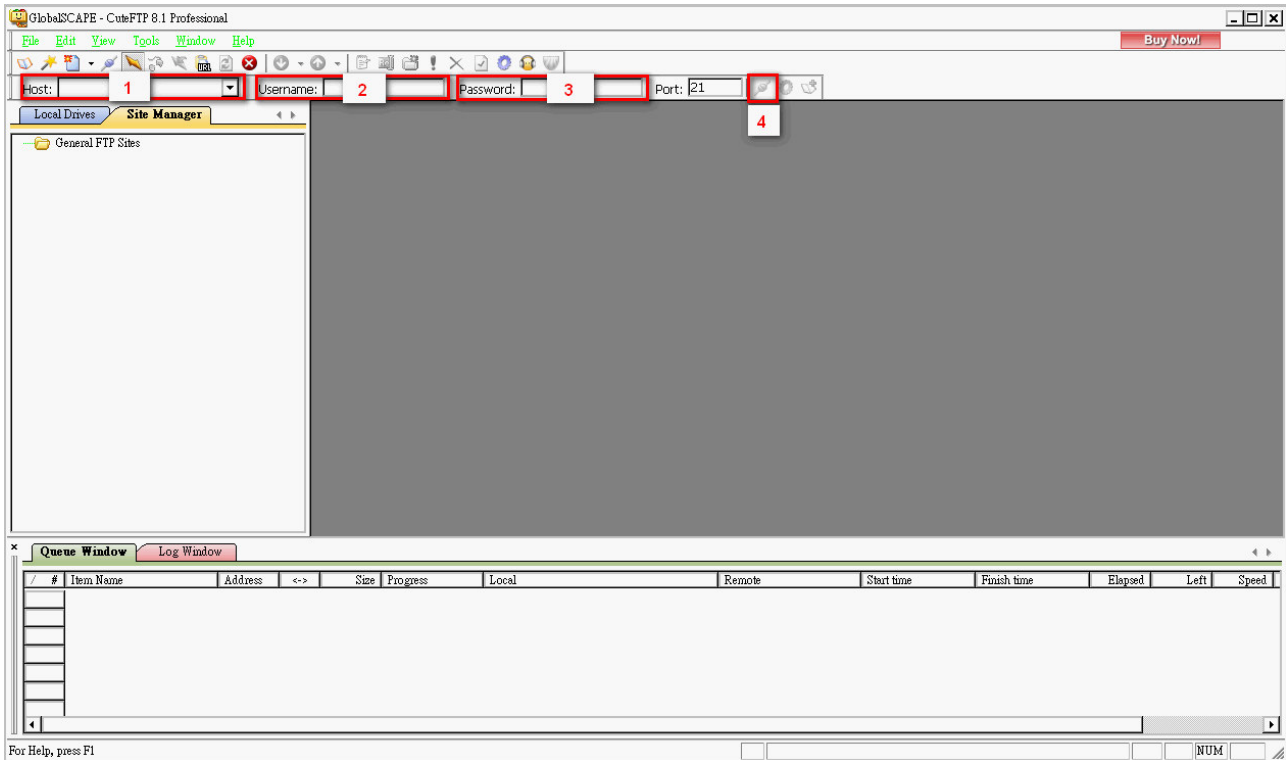 GlobalSCAPE - CuteFTP 8.1 Professional
File Edit View Tools Window Help Buy Now!
URL
Host: 1 Username: 2 Password: 3 Port: 21
4
Local Drives Site Manager
General FTP Sites
Queue Window Log Window
/ # Item Name Address <-> Size Progress Local Remote Start time Finish time Elapsed Left Speed
For Help, press F1 NUM